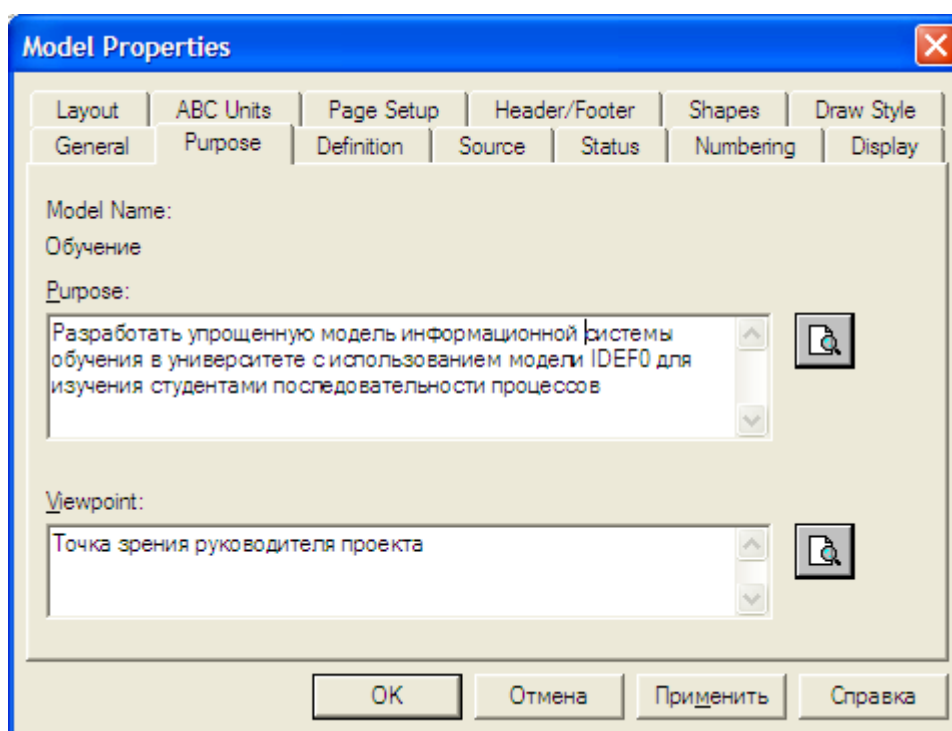 Model Properties
Layout ABC Units Page Setup Header/Footer Shapes Draw Style
General Purpose Definition Source Status Numbering Display
Model Name:
Обучение
Purpose:
Разработать упрощенную модель информационной системы
обучения в университете с использованием модели IDEF0 для
изучения студентами последовательности процессов
Viewpoint:
Точка зрения руководителя проекта
OK Отмена Применить Справка